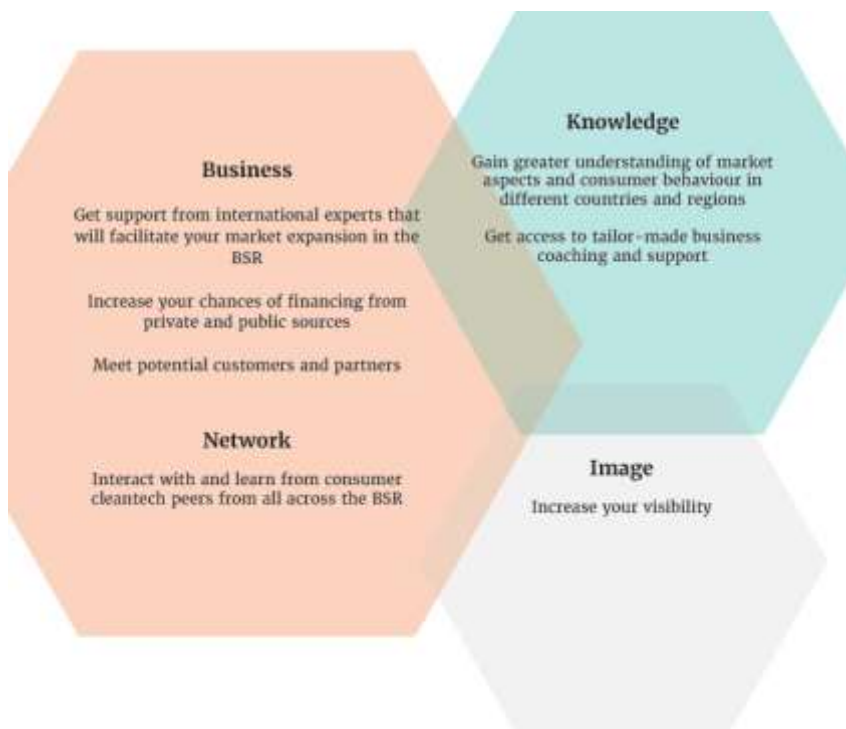 Business
Get support from international experts that
will facilitate your market expansion in the
BSR
Increase your chances of financing from
private and public sources
Meet potential customers and partners
Network
Interact with and learn from consumer
cleantech peers from all across the BSR
Knowledge
Gain greater understanding of market
aspects and consumer behaviour in
different countries and regions
Get access to tailor-made business
coaching and support
Image
Increase your visibility